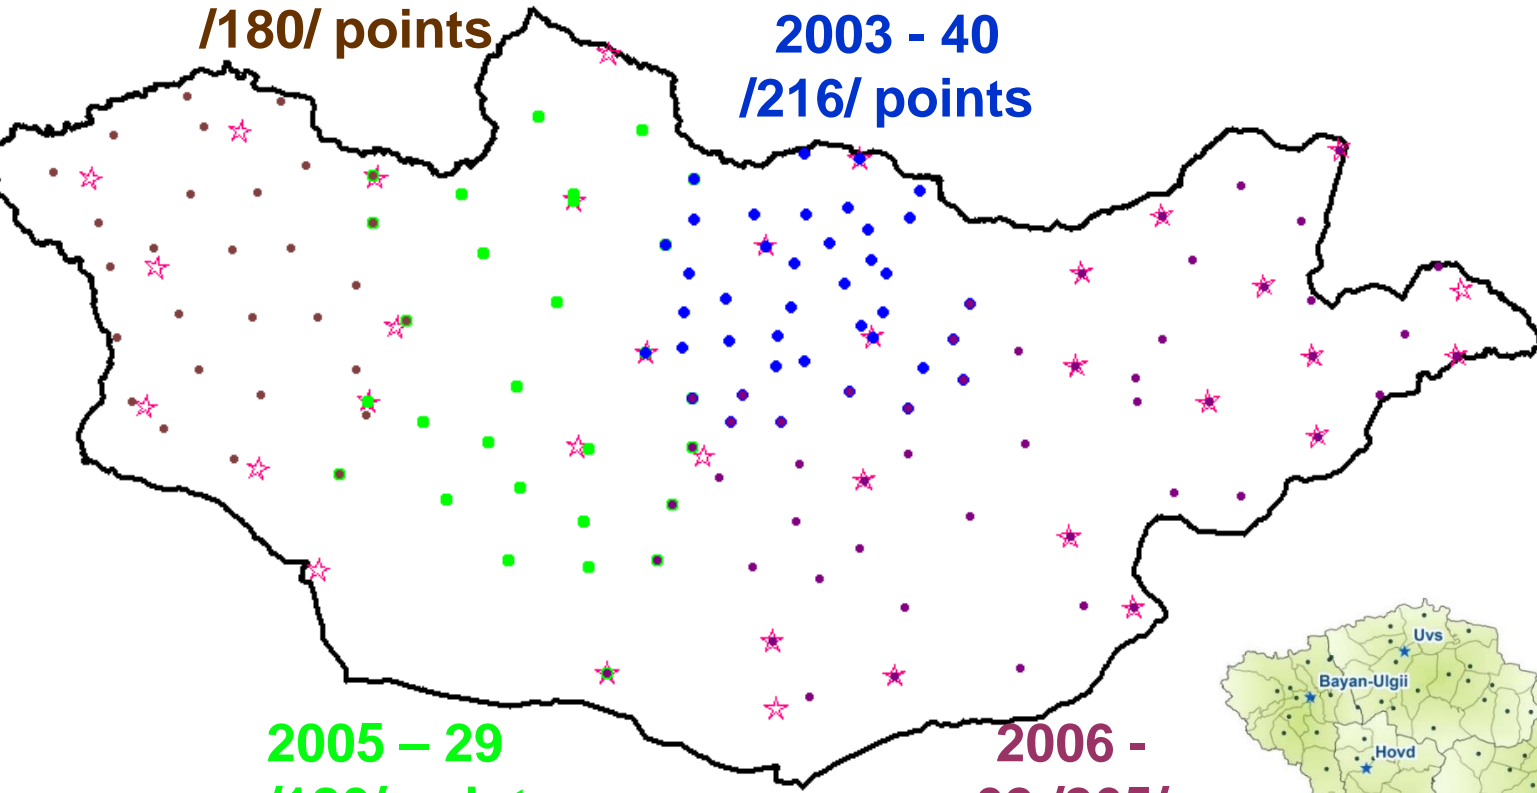 /180/ points
2003 - 40
/216/ points
2005 – 29
2006 -
Uvs
Bayan-Ulgii
Hovd